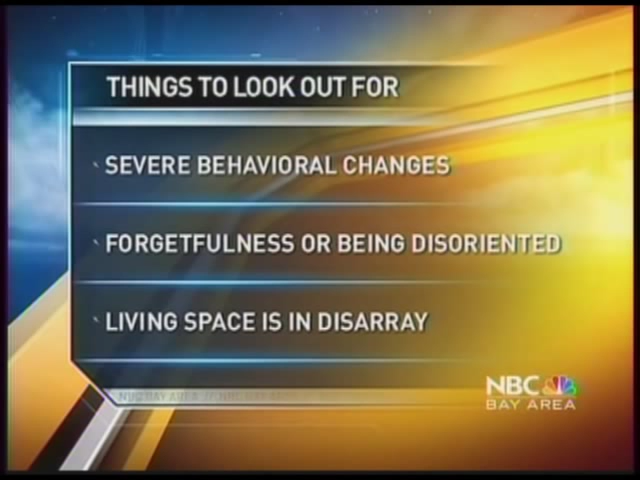 THINGS TO LOOK OUT FOR
SEVERE BEHAVIORAL CHANGES
FORGETFULNESS OR BEING DISORIENTED
LIVING SPACE IS IN DISARRAY
NBC
BAY AREA